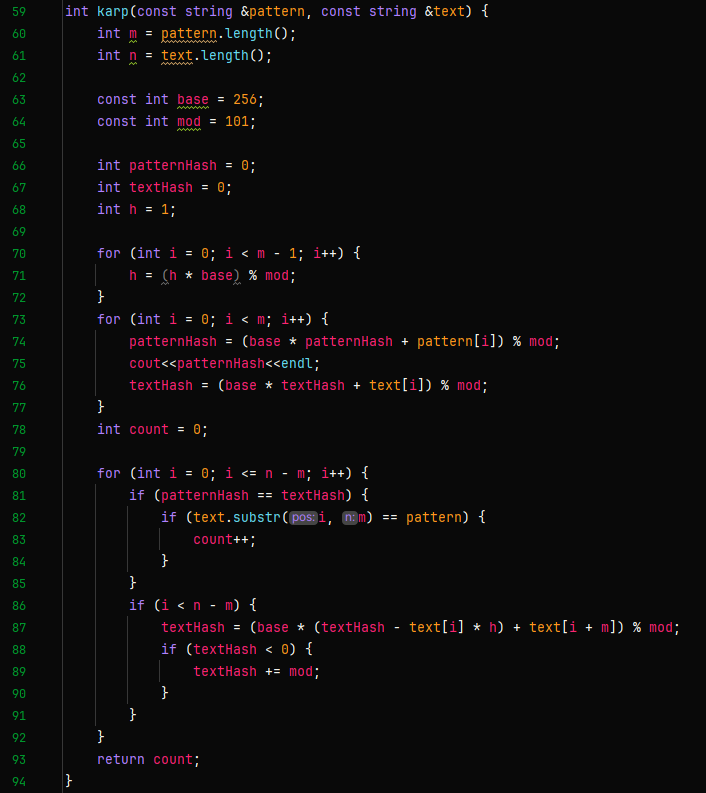 59 int karp(const string &pattern, const string &text) {
60     int m = pattern.length();
61     int n = text.length();
62
63     const int base = 256;
64     const int mod = 101;
65
66     int patternHash = 0;
67     int textHash = 0;
68     int h = 1;
69
70     for (int i = 0; i < m - 1; i++) {
71         h = (h * base) % mod;
72     }
73     for (int i = 0; i < m; i++) {
74         patternHash = (base * patternHash + pattern[i]) % mod;
75         cout<<patternHash<<endl;
76         textHash = (base * textHash + text[i]) % mod;
77     }
78     int count = 0;
79
80     for (int i = 0; i <= n - m; i++) {
81         if (patternHash == textHash) {
82             if (text.substr(pos: i, n: m) == pattern) {
83                 count++;
84             }
85         }
86         if (i < n - m) {
87             textHash = (base * (textHash - text[i] * h) + text[i + m]) % mod;
88             if (textHash < 0) {
89                 textHash += mod;
90             }
91         }
92     }
93     return count;
94 }